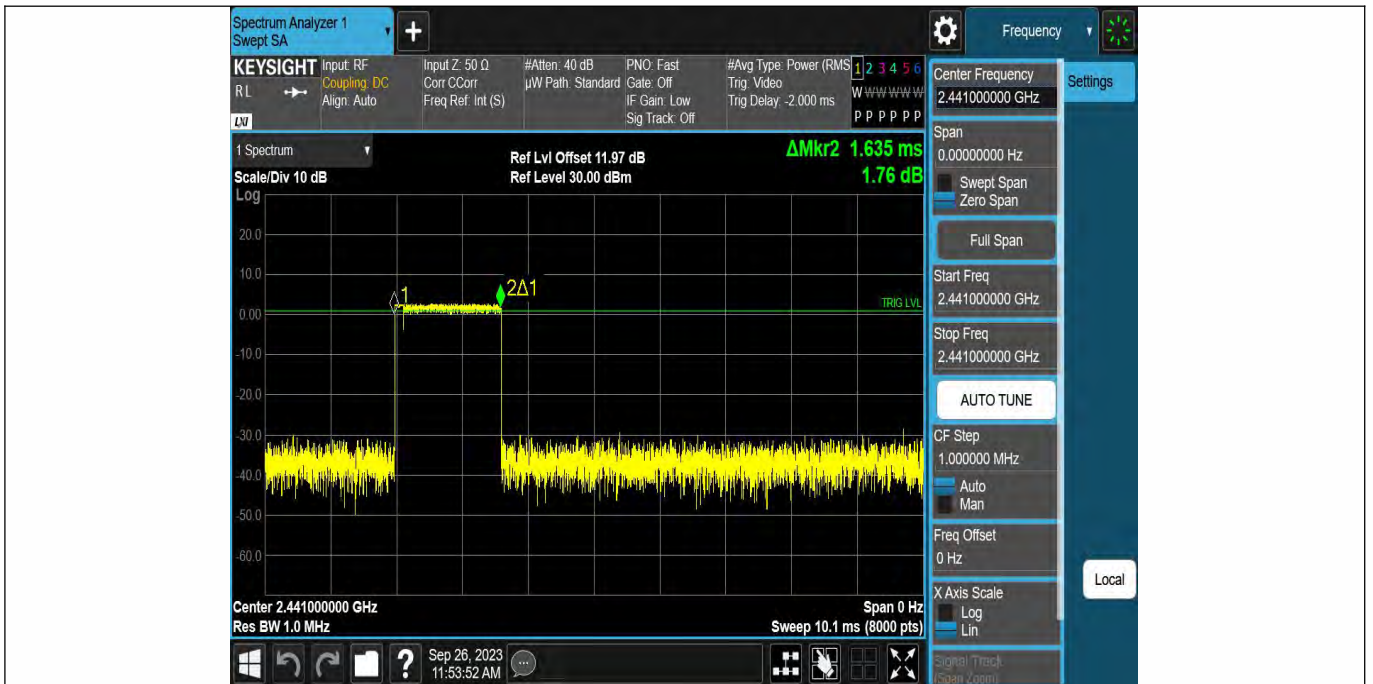 Spectrum Analyzer 1
Swept SA
Frequency
KEYSIGHT
RL
LXI
Input: RF
Coupling: DC
Align: Auto
Input Z: 50 Ω
Corr CCorr
Freq Ref: Int (S)
#Atten: 40 dB
µW Path: Standard
PNO: Fast
Gate: Off
IF Gain: Low
Sig Track: Off
#Avg Type: Power (RMS
Trig: Video
Trig Delay: -2.000 ms
1 2 3 4 5 6
W W W W W W
P P P P P P
1 Spectrum
Scale/Div 10 dB
Log
Ref Lvl Offset 11.97 dB
Ref Level 30.00 dBm
ΔMkr2 1.635 ms
1.76 dB
20.0
10.0
0.00
-10.0
-20.0
-30.0
-40.0
-50.0
-60.0
1
2Δ1
TRIG LVL
Center 2.441000000 GHz
Res BW 1.0 MHz
Span 0 Hz
Sweep 10.1 ms (8000 pts)
Center Frequency
2.441000000 GHz
Settings
Span
0.00000000 Hz
Swept Span
Zero Span
Full Span
Start Freq
2.441000000 GHz
Stop Freq
2.441000000 GHz
AUTO TUNE
CF Step
1.000000 MHz
Auto
Man
Freq Offset
0 Hz
X Axis Scale
Log
Lin
Signal Track
(Span Zoom)
Local
?
Sep 26, 2023
11:53:52 AM